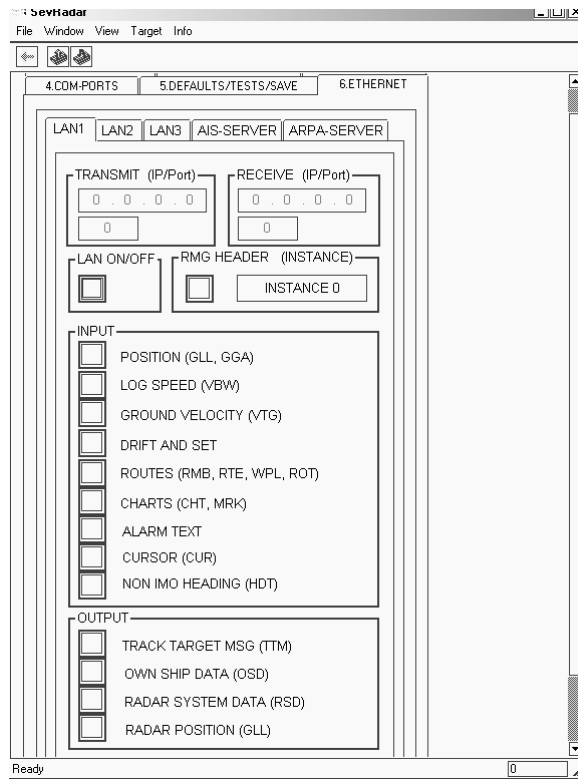 SevRadar
File Window View Target Info
4.COM-PORTS 5.DEFAULTS/TESTS/SAVE 6.ETHERNET
LAN1 LAN2 LAN3 AIS-SERVER ARPA-SERVER
TRANSMIT (IP/Port) RECEIVE (IP/Port)
0 . 0 . 0 . 0 0 . 0 . 0 . 0
0 0
LAN ON/OFF RMG HEADER (INSTANCE)
INSTANCE 0
INPUT
POSITION (GLL, GGA)
LOG SPEED (VBW)
GROUND VELOCITY (VTG)
DRIFT AND SET
ROUTES (RMB, RTE, WPL, ROT)
CHARTS (CHT, MRK)
ALARM TEXT
CURSOR (CUR)
NON IMO HEADING (HDT)
OUTPUT
TRACK TARGET MSG (TTM)
OWN SHIP DATA (OSD)
RADAR SYSTEM DATA (RSD)
RADAR POSITION (GLL)
Ready 0